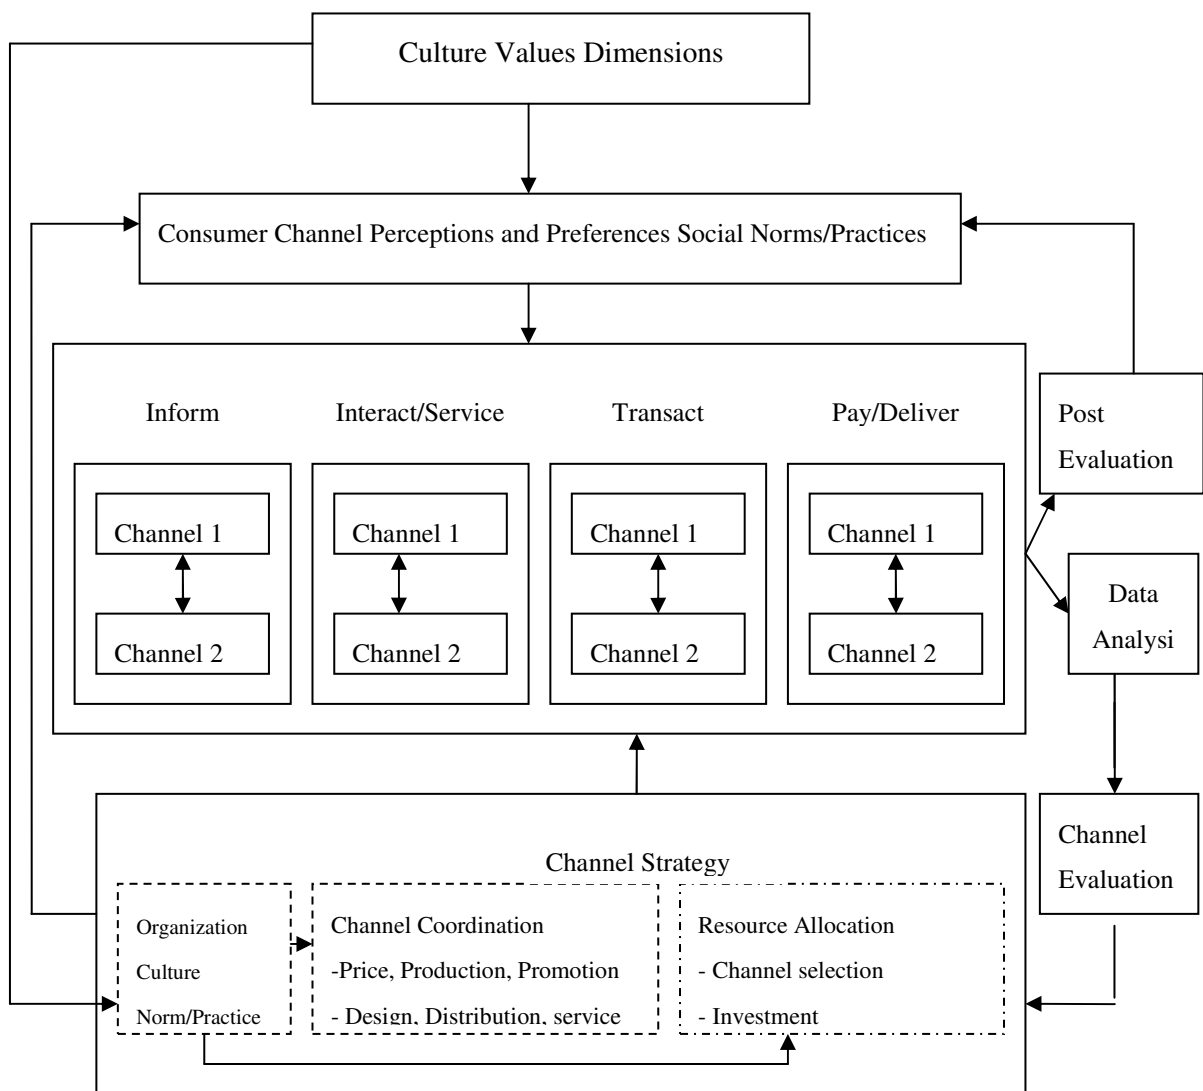 Culture Values Dimensions
Consumer Channel Perceptions and Preferences Social Norms/Practices
Inform
Interact/Service
Transact
Pay/Deliver
Channel 1
Channel 2
Channel 1
Channel 2
Channel 1
Channel 2
Channel 1
Channel 2
Post
Evaluation
Data
Analysi
Channel
Evaluation
Channel Strategy
Organization
Culture
Norm/Practice
Channel Coordination
-Price, Production, Promotion
- Design, Distribution, service
Resource Allocation
- Channel selection
- Investment